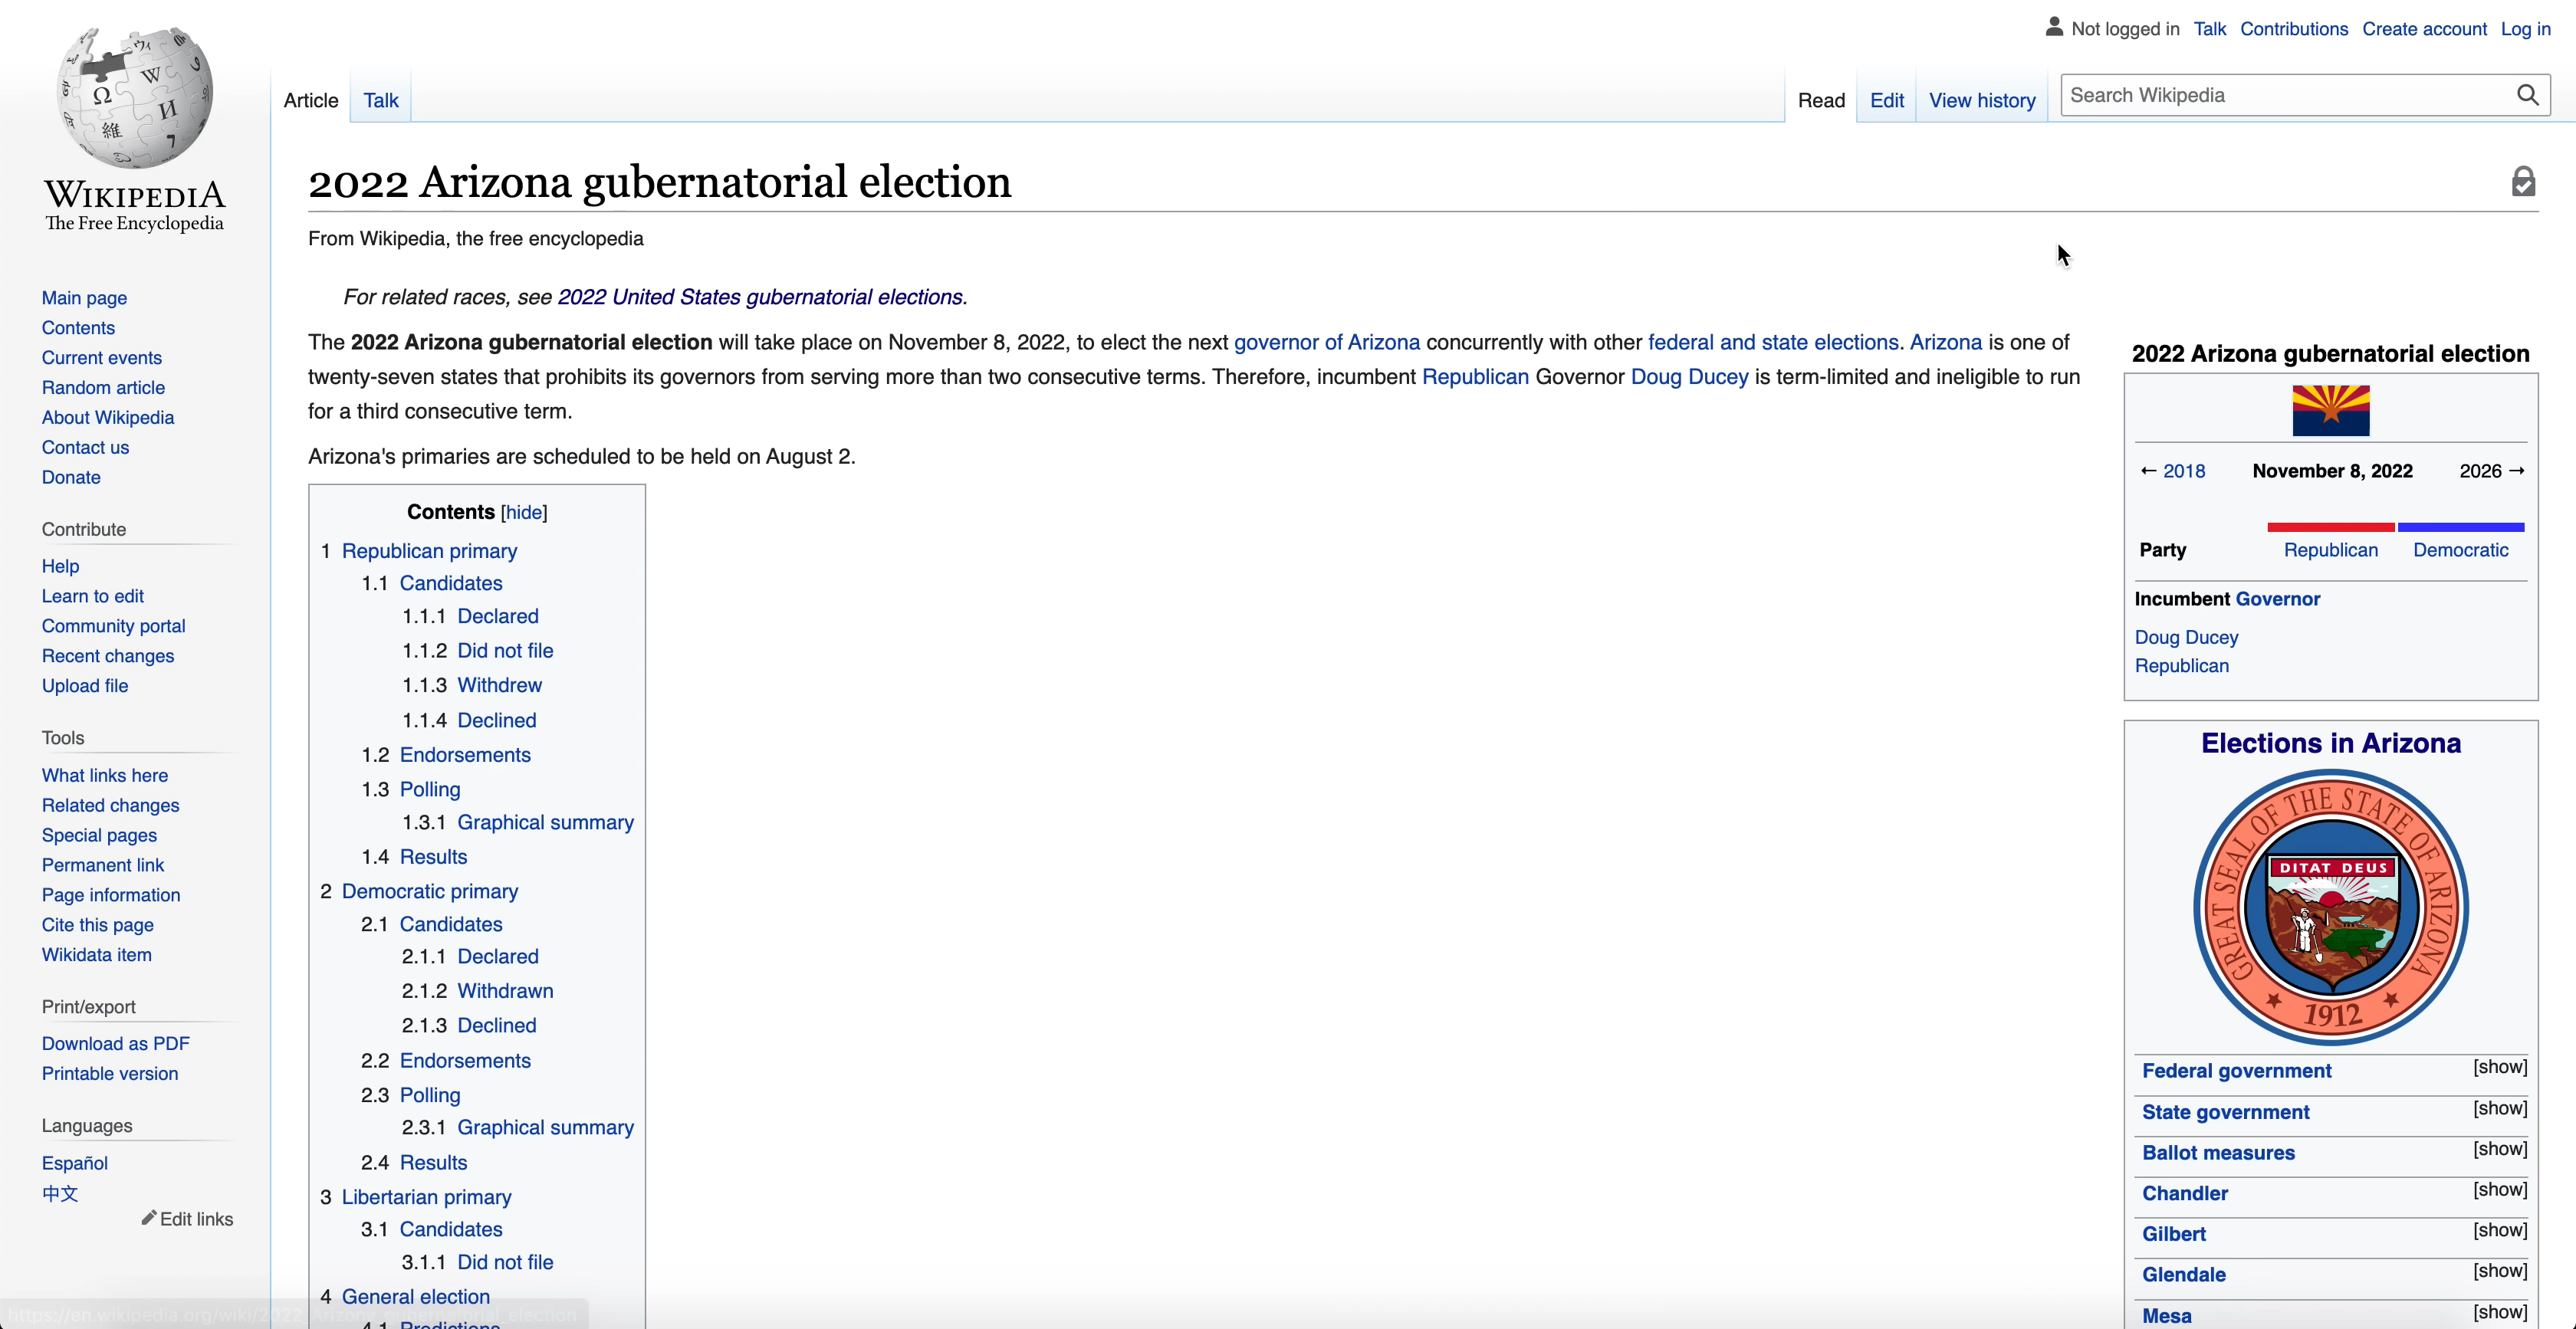 Not logged in Talk Contributions Create account Log in
Article Talk
Read Edit View history Search Wikipedia
WIKIPEDIA
The Free Encyclopedia
Main page
Contents
Current events
Random article
About Wikipedia
Contact us
Donate
Contribute
Help
Learn to edit
Community portal
Recent changes
Upload file
Tools
What links here
Related changes
Special pages
Permanent link
Page information
Cite this page
Wikidata item
Print/export
Download as PDF
Printable version
Languages
Español
中文
Edit links
2022 Arizona gubernatorial election
From Wikipedia, the free encyclopedia
For related races, see 2022 United States gubernatorial elections.
The 2022 Arizona gubernatorial election will take place on November 8, 2022, to elect the next governor of Arizona concurrently with other federal and state elections. Arizona is one of
twenty-seven states that prohibits its governors from serving more than two consecutive terms. Therefore, incumbent Republican Governor Doug Ducey is term-limited and ineligible to run
for a third consecutive term.
Arizona's primaries are scheduled to be held on August 2.
Contents [hide]
1 Republican primary
1.1 Candidates
1.1.1 Declared
1.1.2 Did not file
1.1.3 Withdrew
1.1.4 Declined
1.2 Endorsements
1.3 Polling
1.3.1 Graphical summary
1.4 Results
2 Democratic primary
2.1 Candidates
2.1.1 Declared
2.1.2 Withdrawn
2.1.3 Declined
2.2 Endorsements
2.3 Polling
2.3.1 Graphical summary
2.4 Results
3 Libertarian primary
3.1 Candidates
3.1.1 Did not file
4 General election
4.1 Predictions
https://en.wikipedia.org/wiki/2022_Arizona_gubernatorial_election
2022 Arizona gubernatorial election
← 2018 November 8, 2022 2026 →
Party Republican Democratic
Incumbent Governor
Doug Ducey
Republican
Elections in Arizona
GREAT SEAL OF THE STATE OF ARIZONA
DITAT DEUS
1912
Federal government [show]
State government [show]
Ballot measures [show]
Chandler [show]
Gilbert [show]
Glendale [show]
Mesa [show]